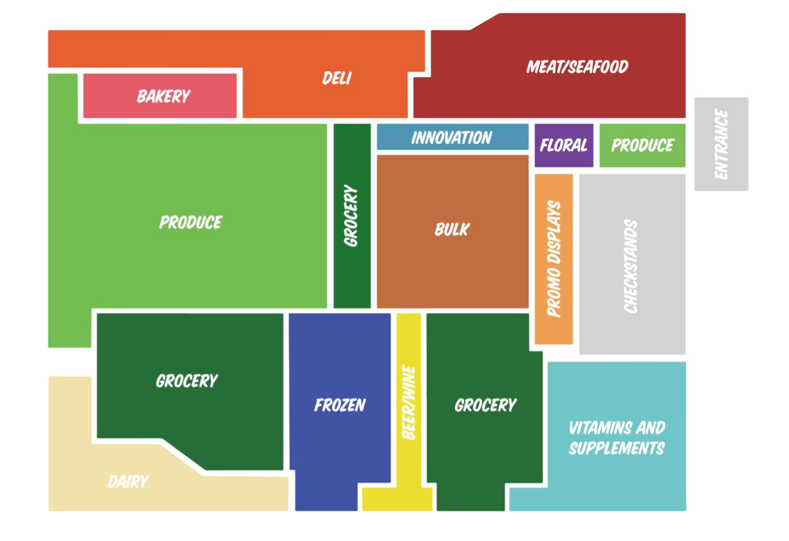 MEAT/SEAFOOD
DELI
BAKERY
ENTRANCE
INNOVATION
FLORAL
PRODUCE
PRODUCE
GROCERY
BULK
PROMO DISPLAYS
CHECKSTANDS
GROCERY
FROZEN
BEER/WINE
GROCERY
VITAMINS AND
SUPPLEMENTS
DAIRY